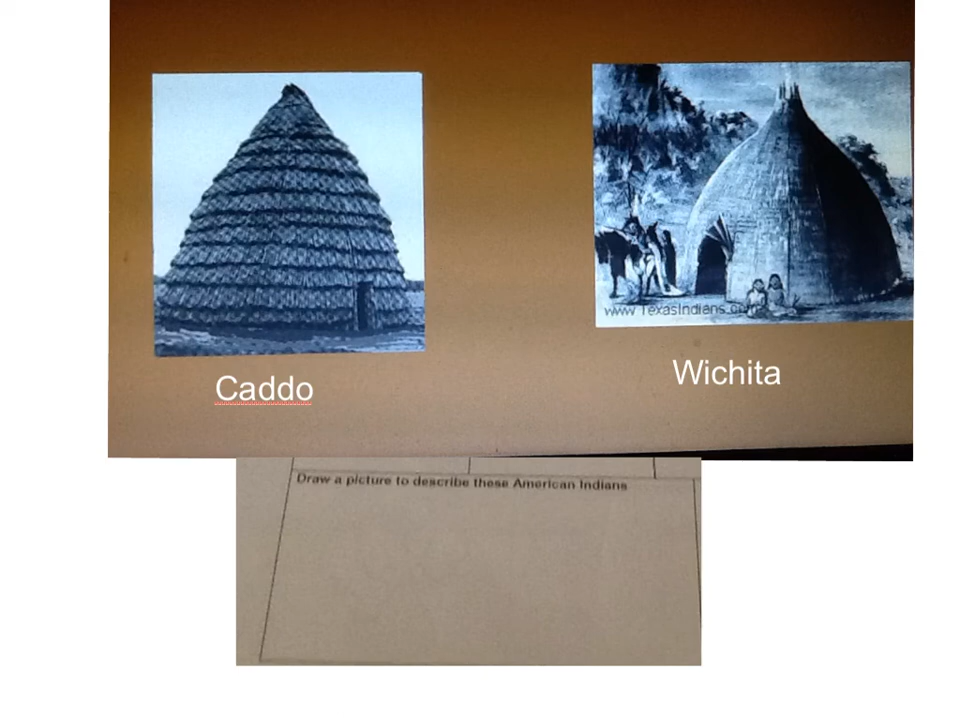 www.TexasIndians.com
Caddo
Wichita
Draw a picture to describe these American Indians